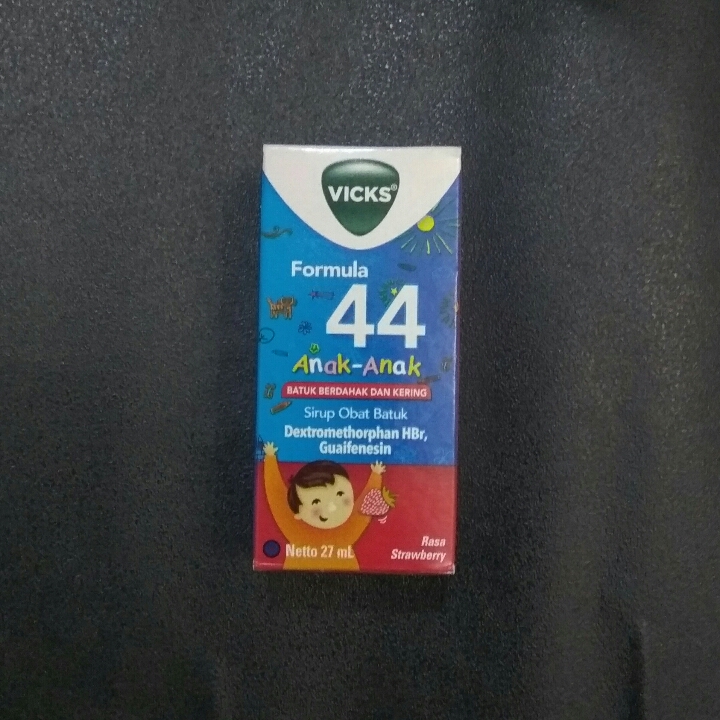 VICKS®
Formula
44
Anak-Anak
BATUK BERDAHAK DAN KERING
Sirup Obat Batuk
Dextromethorphan HBr,
Guaifenesin
Netto 27 mL
Rasa
Strawberry